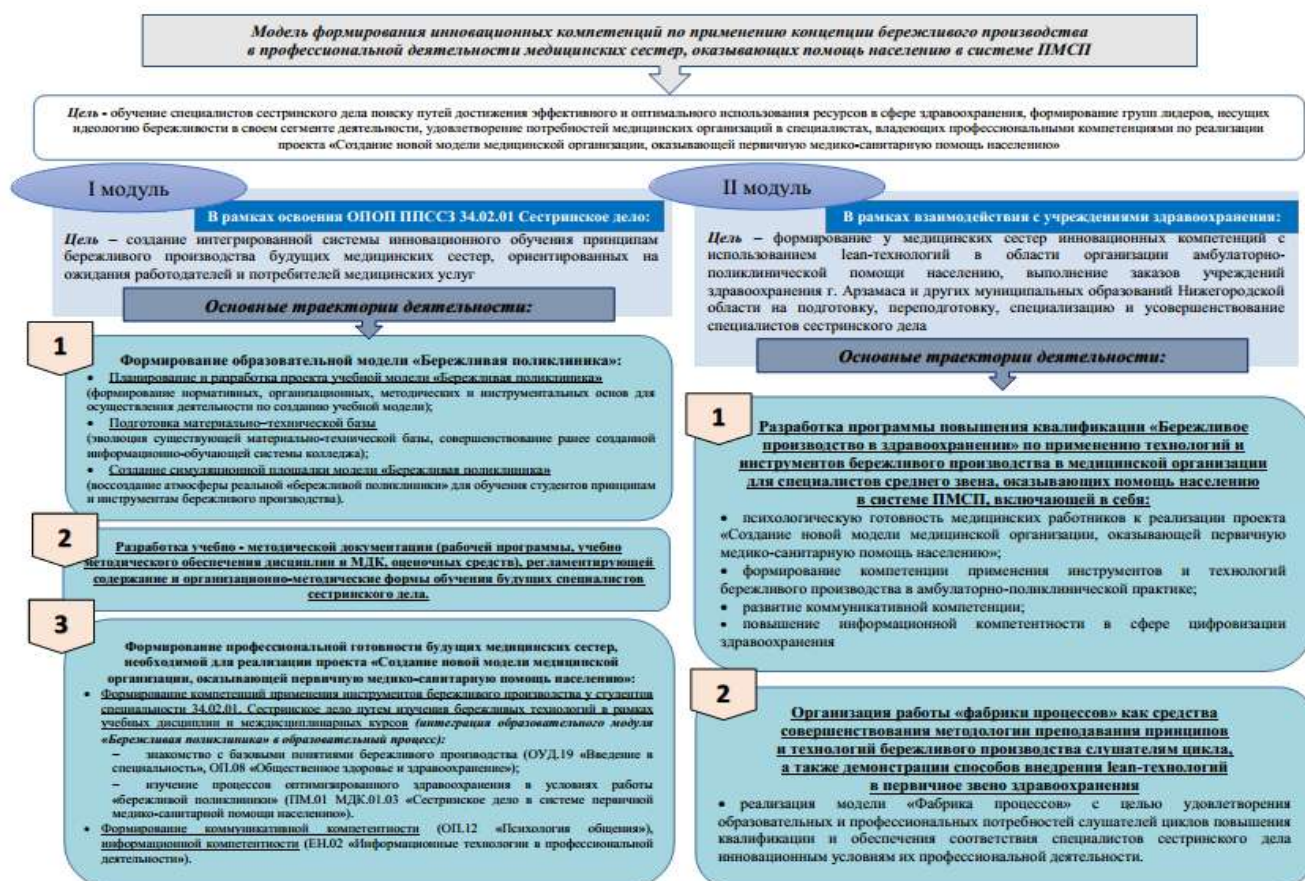 Модель формирования инновационных компетенций по применению концепции бережливого производства
в профессиональной деятельности медицинских сестер, оказывающих помощь населению в системе ПМСП
Цель - обучение специалистов сестринского дела поиску путей достижения эффективного и оптимального использования ресурсов в сфере здравоохранения, формирование групп лидеров, несущих
идеологию бережливости в своем сегменте деятельности, удовлетворение потребностей медицинских организаций в специалистах, владеющих профессиональными компетенциями по реализации
проекта «Создание новой модели медицинской организации, оказывающей первичную медико-санитарную помощь населению»
I модуль
В рамках освоения ОПОП ППССЗ 34.02.01 Сестринское дело:
Цель – создание интегрированной системы инновационного обучения принципам
бережливого производства будущих медицинских сестер, ориентированных на
ожидания работодателей и потребителей медицинских услуг
Основные траектории деятельности:
1
Формирование образовательной модели «Бережливая поликлиника»:
• Планирование и разработка проекта учебной модели «Бережливая поликлиника»
(формирование нормативных, организационных, методических и инструментальных основ для
осуществления деятельности по созданию учебной модели);
• Подготовка материально–технической базы
(эволюция существующей материально-технической базы, совершенствование ранее созданной
информационно-обучающей системы колледжа);
• Создание симуляционной площадки модели «Бережливая поликлиника»
(воссоздание атмосферы реальной «бережливой поликлиники» для обучения студентов принципам
и инструментам бережливого производства).
2
Разработка учебно - методической документации (рабочей программы, учебно
методического обеспечения дисциплин и МДК, оценочных средств), регламентирующей
содержание и организационно-методические формы обучения будущих специалистов
сестринского дела.
3
Формирование профессиональной готовности будущих медицинских сестер,
необходимой для реализации проекта «Создание новой модели медицинской
организации, оказывающей первичную медико-санитарную помощь населению»:
• Формирование компетенций применения инструментов бережливого производства у студентов
специальности 34.02.01. Сестринское дело путем изучения бережливых технологий в рамках
учебных дисциплин и междисциплинарных курсов (интеграция образовательного модуля
«Бережливая поликлиника» в образовательный процесс):
– знакомство с базовыми понятиями бережливого производства (ОУД.19 «Введение в
специальность», ОП.08 «Общественное здоровье и здравоохранение»);
– изучение процессов оптимизированного здравоохранения в условиях работы
«бережливой поликлиники» (ПМ.01 МДК.01.03 «Сестринское дело в системе первичной
медико-санитарной помощи населению»).
• Формирование коммуникативной компетентности (ОП.12 «Психология общения»),
информационной компетентности (ЕН.02 «Информационные технологии в профессиональной
деятельности»).
II модуль
В рамках взаимодействия с учреждениями здравоохранения:
Цель – формирование у медицинских сестер инновационных компетенций с
использованием lean-технологий в области организации амбулаторно-
поликлинической помощи населению, выполнение заказов учреждений
здравоохранения г. Арзамаса и других муниципальных образований Нижегородской
области на подготовку, переподготовку, специализацию и усовершенствование
специалистов сестринского дела
Основные траектории деятельности:
1
Разработка программы повышения квалификации «Бережливое
производство в здравоохранении» по применению технологий и
инструментов бережливого производства в медицинской организации
для специалистов среднего звена, оказывающих помощь населению
в системе ПМСП, включающей в себя:
• психологическую готовность медицинских работников к реализации проекта
«Создание новой модели медицинской организации, оказывающей первичную
медико-санитарную помощь населению»;
• формирование компетенции применения инструментов и технологий
бережливого производства в амбулаторно-поликлинической практике;
• развитие коммуникативной компетенции;
• повышение информационной компетентности в сфере цифровизации
здравоохранения
2
Организация работы «фабрики процессов» как средства
совершенствования методологии преподавания принципов
и технологий бережливого производства слушателям цикла,
а также демонстрации способов внедрения lean-технологий
в первичное звено здравоохранения
• реализация модели «Фабрика процессов» с целью удовлетворения
образовательных и профессиональных потребностей слушателей циклов повышения
квалификации и обеспечения соответствия специалистов сестринского дела
инновационным условиям их профессиональной деятельности.